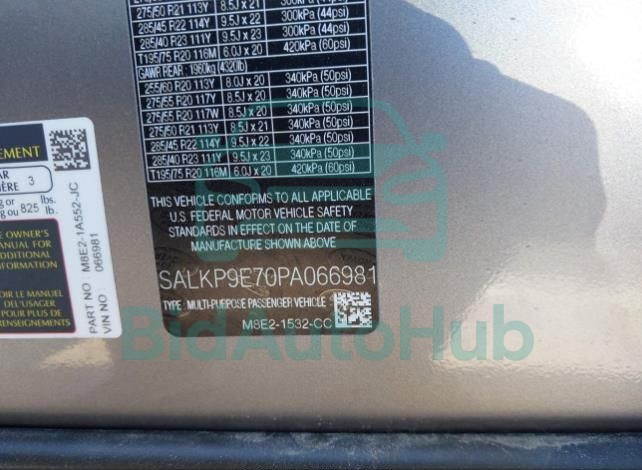 275/50 R21 113Y 8.5J x 21 300kPa (44psi)
285/45 R22 114Y 9.5J x 22 300kPa (44psi)
285/40 R23 111Y 9.5J x 23 300kPa (44psi)
T195/75 R20 116M 6.0J x 20 420kPa (60psi)
GAWR REAR: 1960kg (4320lb)
255/60 R20 113Y 8.0J x 20 340kPa (50psi)
275/55 R20 117Y 8.5J x 20 340kPa (50psi)
275/55 R20 117W 8.5J x 20 340kPa (50psi)
275/50 R21 113Y 8.5J x 21 340kPa (50psi)
285/45 R22 114Y 9.5J x 22 340kPa (50psi)
285/40 R23 111Y 9.5J x 23 340kPa (50psi)
T195/75 R20 116M 6.0J x 20 420kPa (60psi)
THIS VEHICLE CONFORMS TO ALL APPLICABLE
U.S. FEDERAL MOTOR VEHICLE SAFETY
STANDARDS IN EFFECT ON THE DATE OF
MANUFACTURE SHOWN ABOVE
SALKP9E70PA066981
TYPE: MULTI-PURPOSE PASSENGER VEHICLE
M8E2-1532-CC
EMENT
AR
IÈRE 3
g or
g ou 825 lbs.
lb.
E OWNER'S
MANUAL FOR
ADDITIONAL
INFORMATION
IR LE MANUEL
DE L'USAGER
POUR PLUS DE
RENSEIGNEMENTS
PART NO: M8E2-1A552-JC
VIN NO: 066981
BidAutoHub